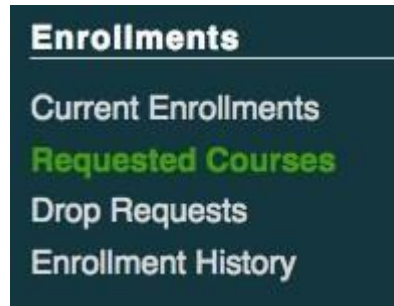 Enrollments
Current Enrollments
Requested Courses
Drop Requests
Enrollment History